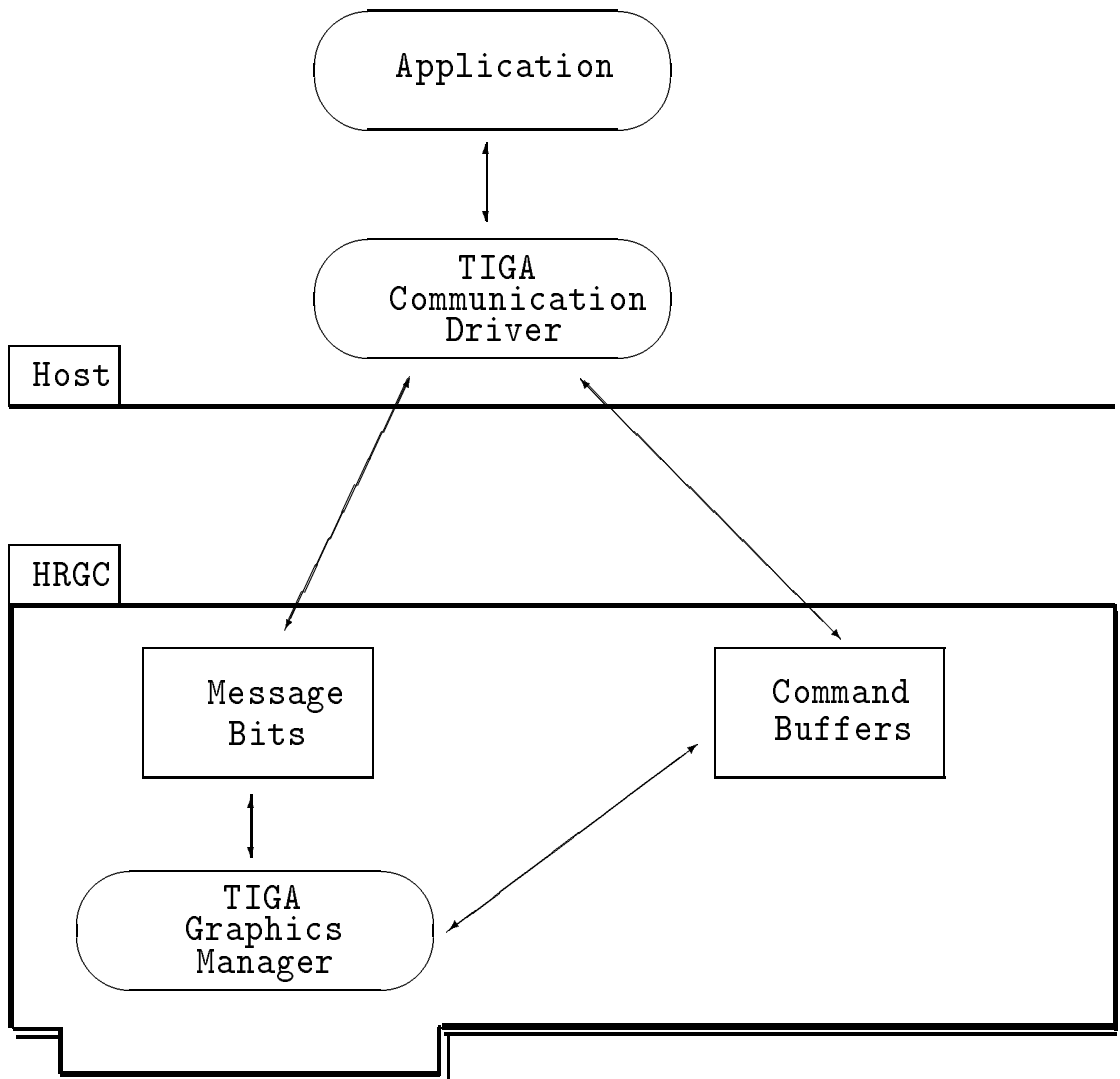 Application
TIGA
Communication
Driver
Host
HRGC
Message
Bits
Command
Buffers
TIGA
Graphics
Manager